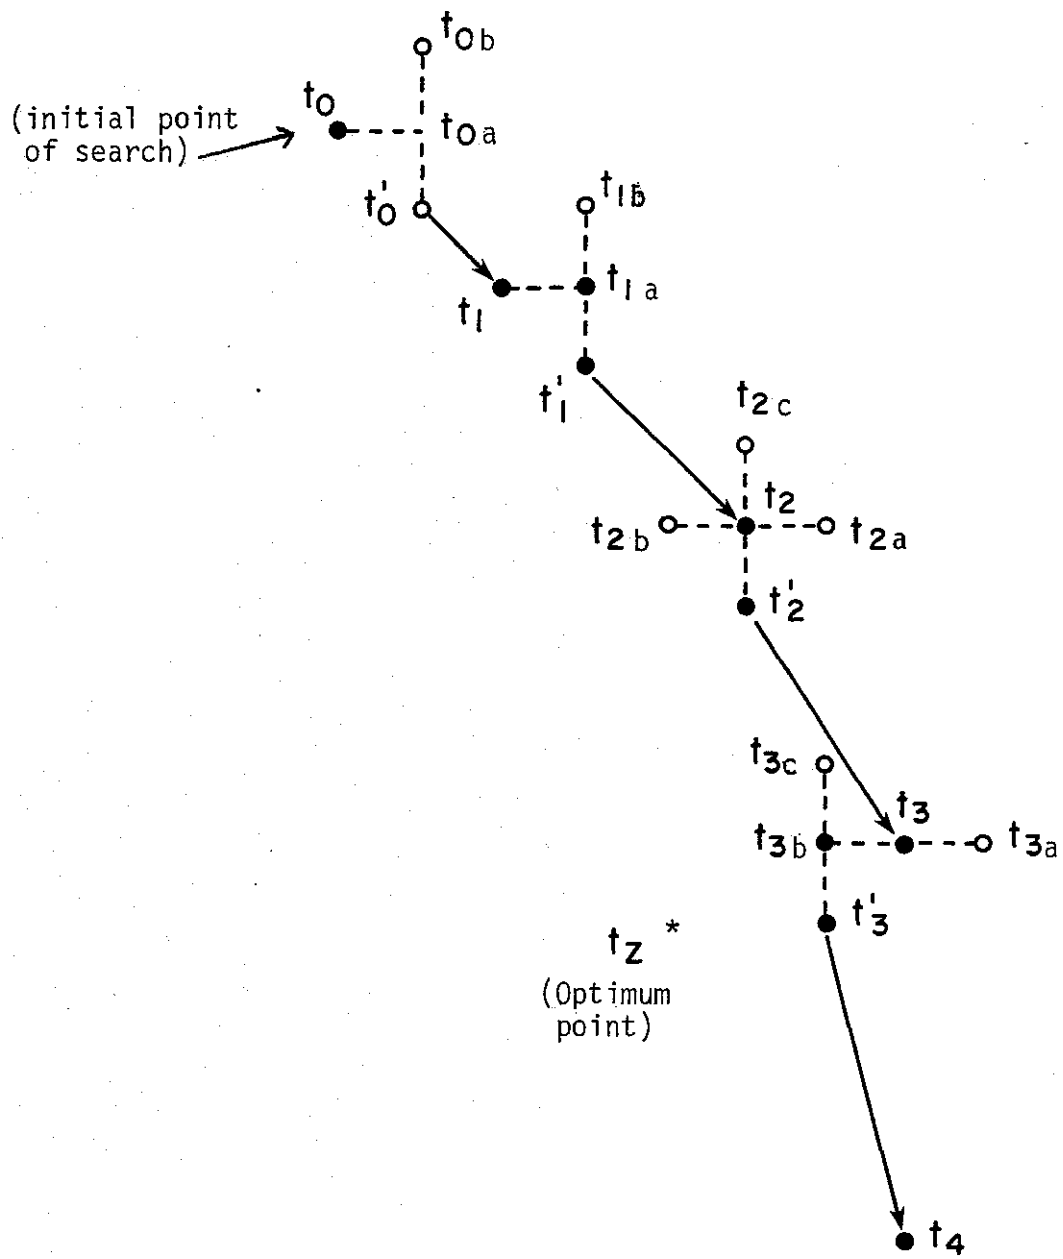 t0b
t0
(initial point
of search)
t0a
t'0
t1b
t1a
t1
t'1
t2c
t2
t2b
t2a
t'2
t3c
t3
t3b
t3a
t'3
tz *
(Optimum
point)
t4